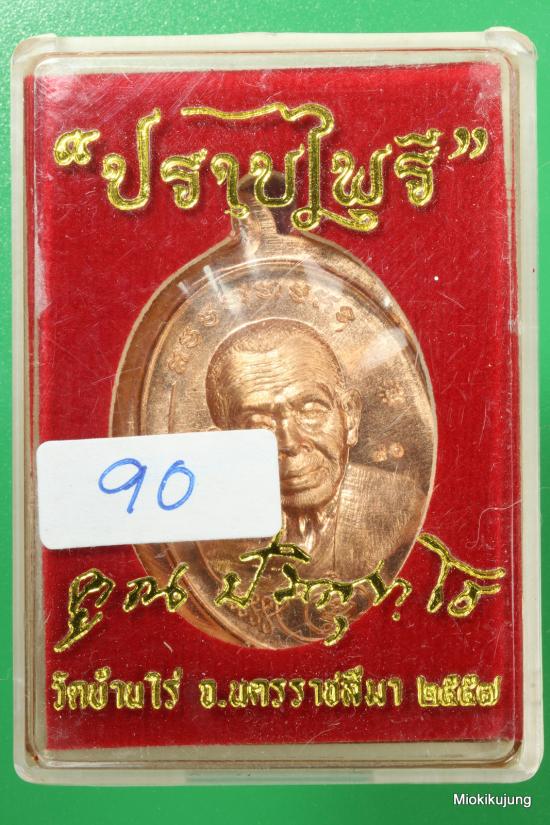 “ปราบไพรี”
90
คูณ ปริสุทฺโธ
วัดบ้านไร่ จ.นครราชสีมา ๒๕๕๗
Miokikujung